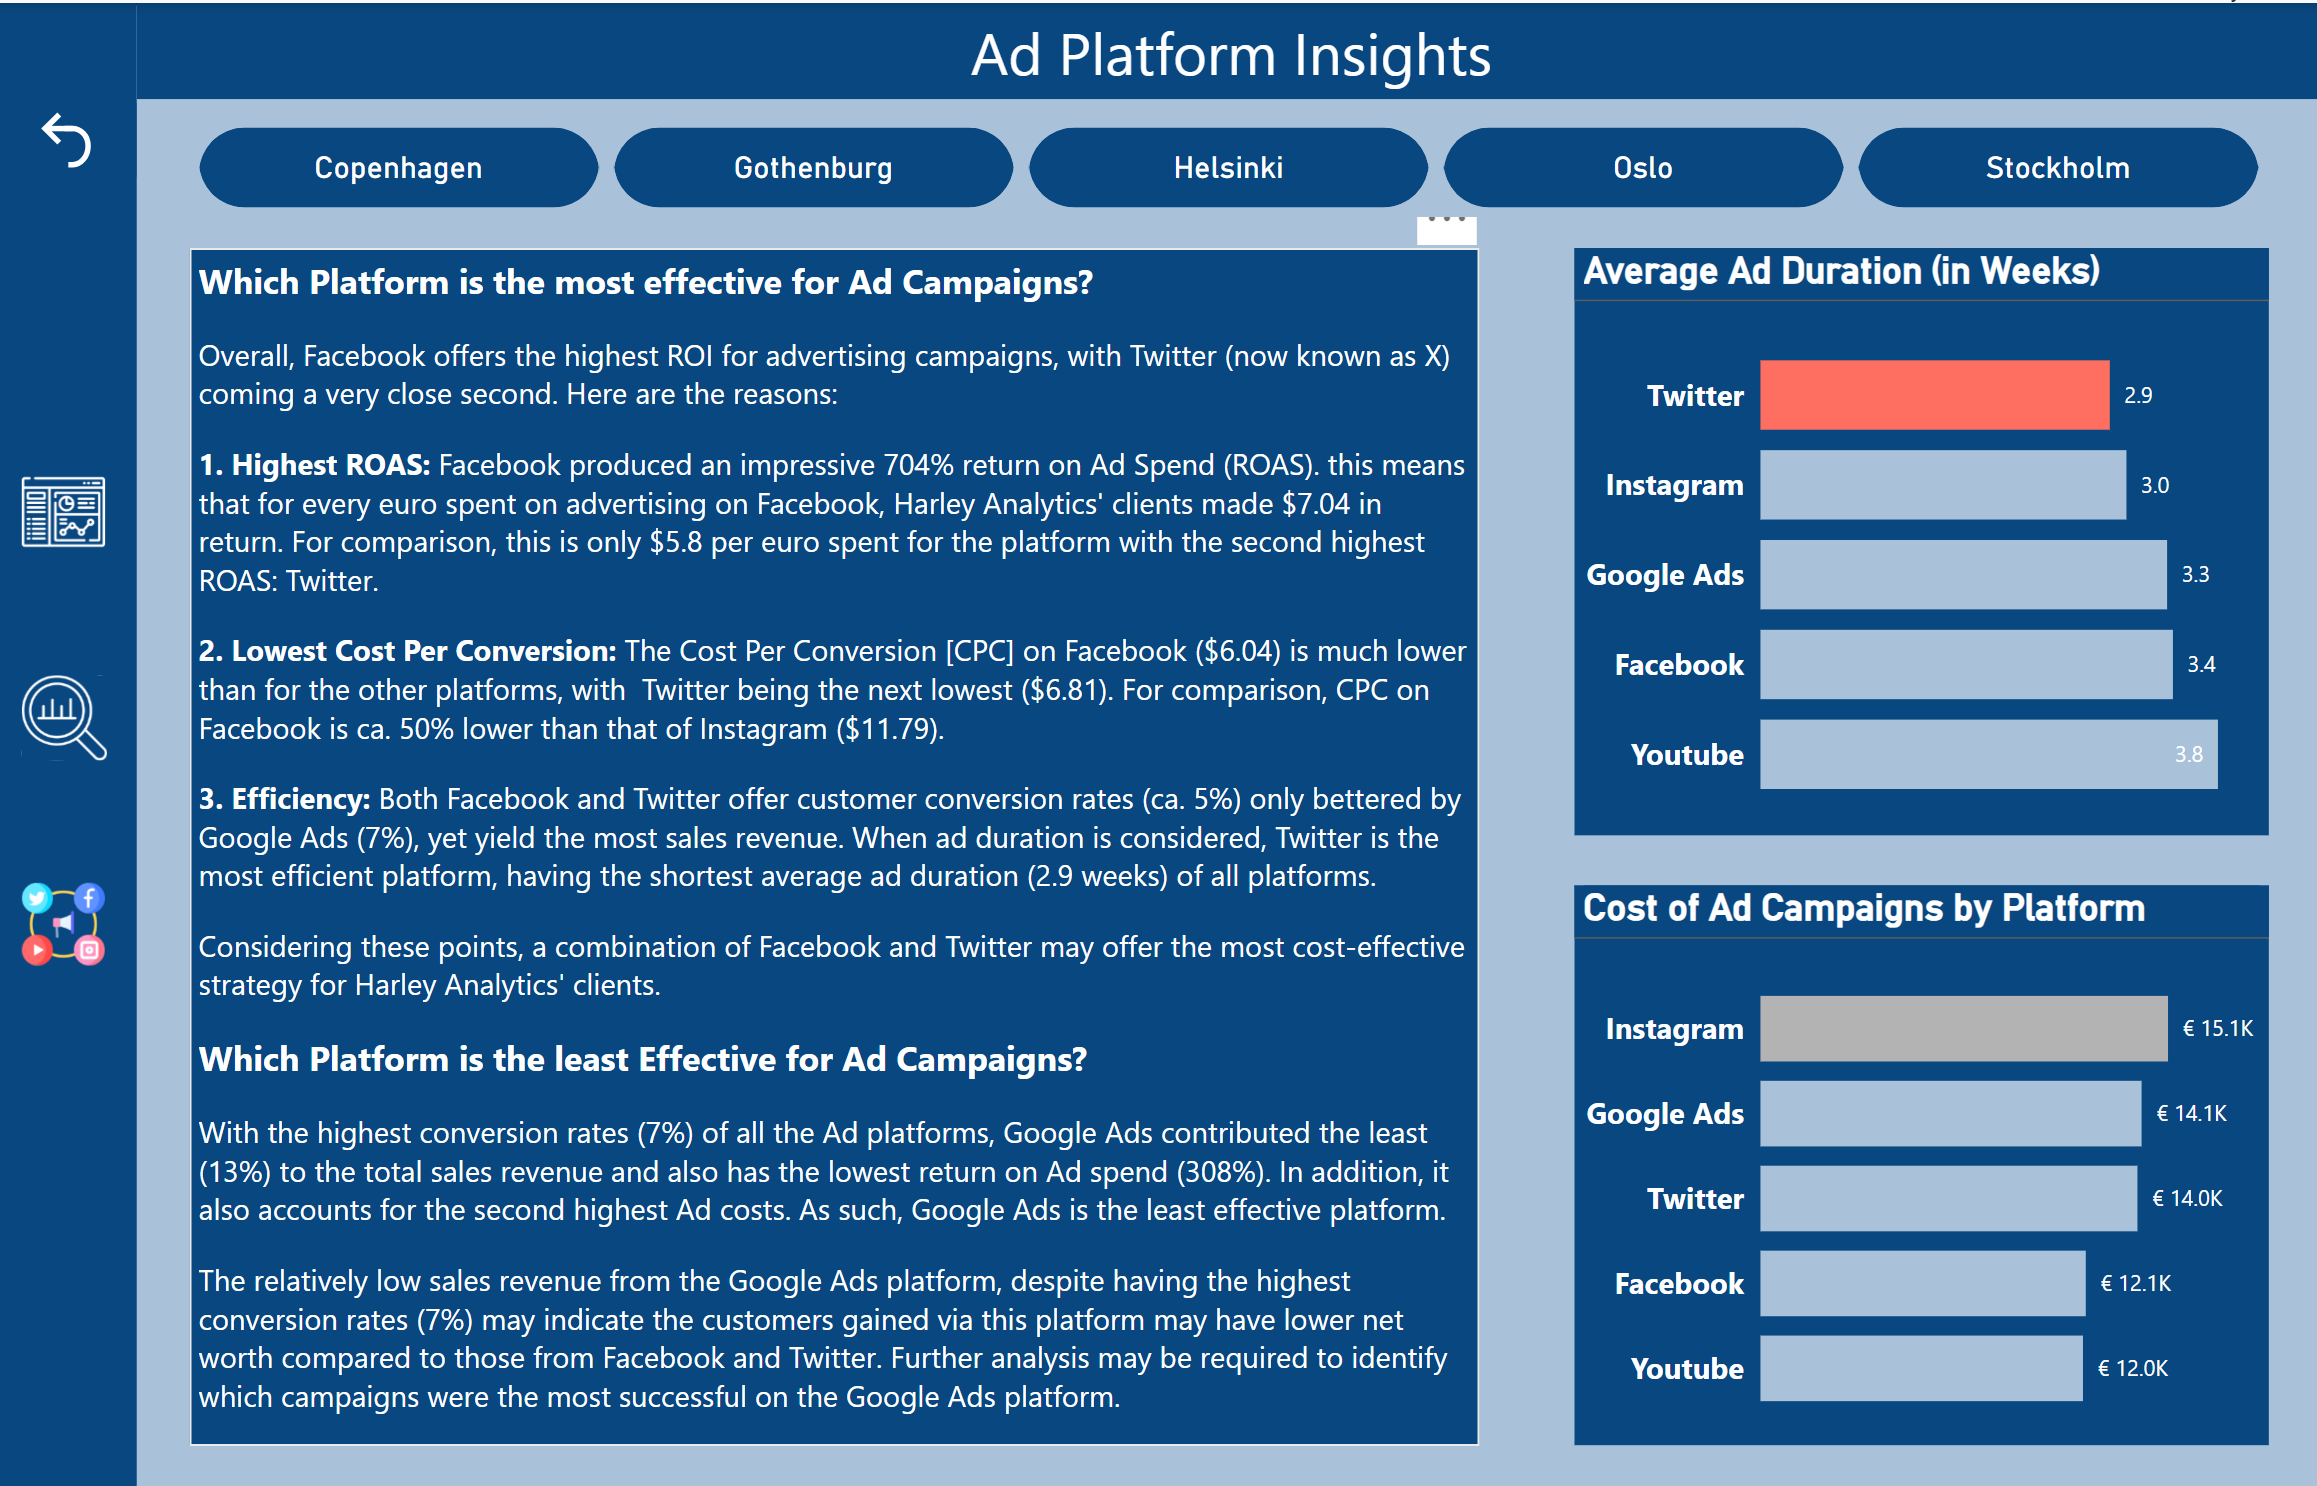 Ad Platform Insights
Copenhagen
Gothenburg
Helsinki
Oslo
Stockholm
Which Platform is the most effective for Ad Campaigns?
Overall, Facebook offers the highest ROI for advertising campaigns, with Twitter (now known as X)
coming a very close second. Here are the reasons:
1. Highest ROAS: Facebook produced an impressive 704% return on Ad Spend (ROAS). this means
that for every euro spent on advertising on Facebook, Harley Analytics' clients made $7.04 in
return. For comparison, this is only $5.8 per euro spent for the platform with the second highest
ROAS: Twitter.
2. Lowest Cost Per Conversion: The Cost Per Conversion [CPC] on Facebook ($6.04) is much lower
than for the other platforms, with  Twitter being the next lowest ($6.81). For comparison, CPC on
Facebook is ca. 50% lower than that of Instagram ($11.79).
3. Efficiency: Both Facebook and Twitter offer customer conversion rates (ca. 5%) only bettered by
Google Ads (7%), yet yield the most sales revenue. When ad duration is considered, Twitter is the
most efficient platform, having the shortest average ad duration (2.9 weeks) of all platforms.
Considering these points, a combination of Facebook and Twitter may offer the most cost-effective
strategy for Harley Analytics' clients.
Which Platform is the least Effective for Ad Campaigns?
With the highest conversion rates (7%) of all the Ad platforms, Google Ads contributed the least
(13%) to the total sales revenue and also has the lowest return on Ad spend (308%). In addition, it
also accounts for the second highest Ad costs. As such, Google Ads is the least effective platform.
The relatively low sales revenue from the Google Ads platform, despite having the highest
conversion rates (7%) may indicate the customers gained via this platform may have lower net
worth compared to those from Facebook and Twitter. Further analysis may be required to identify
which campaigns were the most successful on the Google Ads platform.
Average Ad Duration (in Weeks)
Twitter 2.9
Instagram 3.0
Google Ads 3.3
Facebook 3.4
Youtube 3.8
Cost of Ad Campaigns by Platform
Instagram € 15.1K
Google Ads € 14.1K
Twitter € 14.0K
Facebook € 12.1K
Youtube € 12.0K